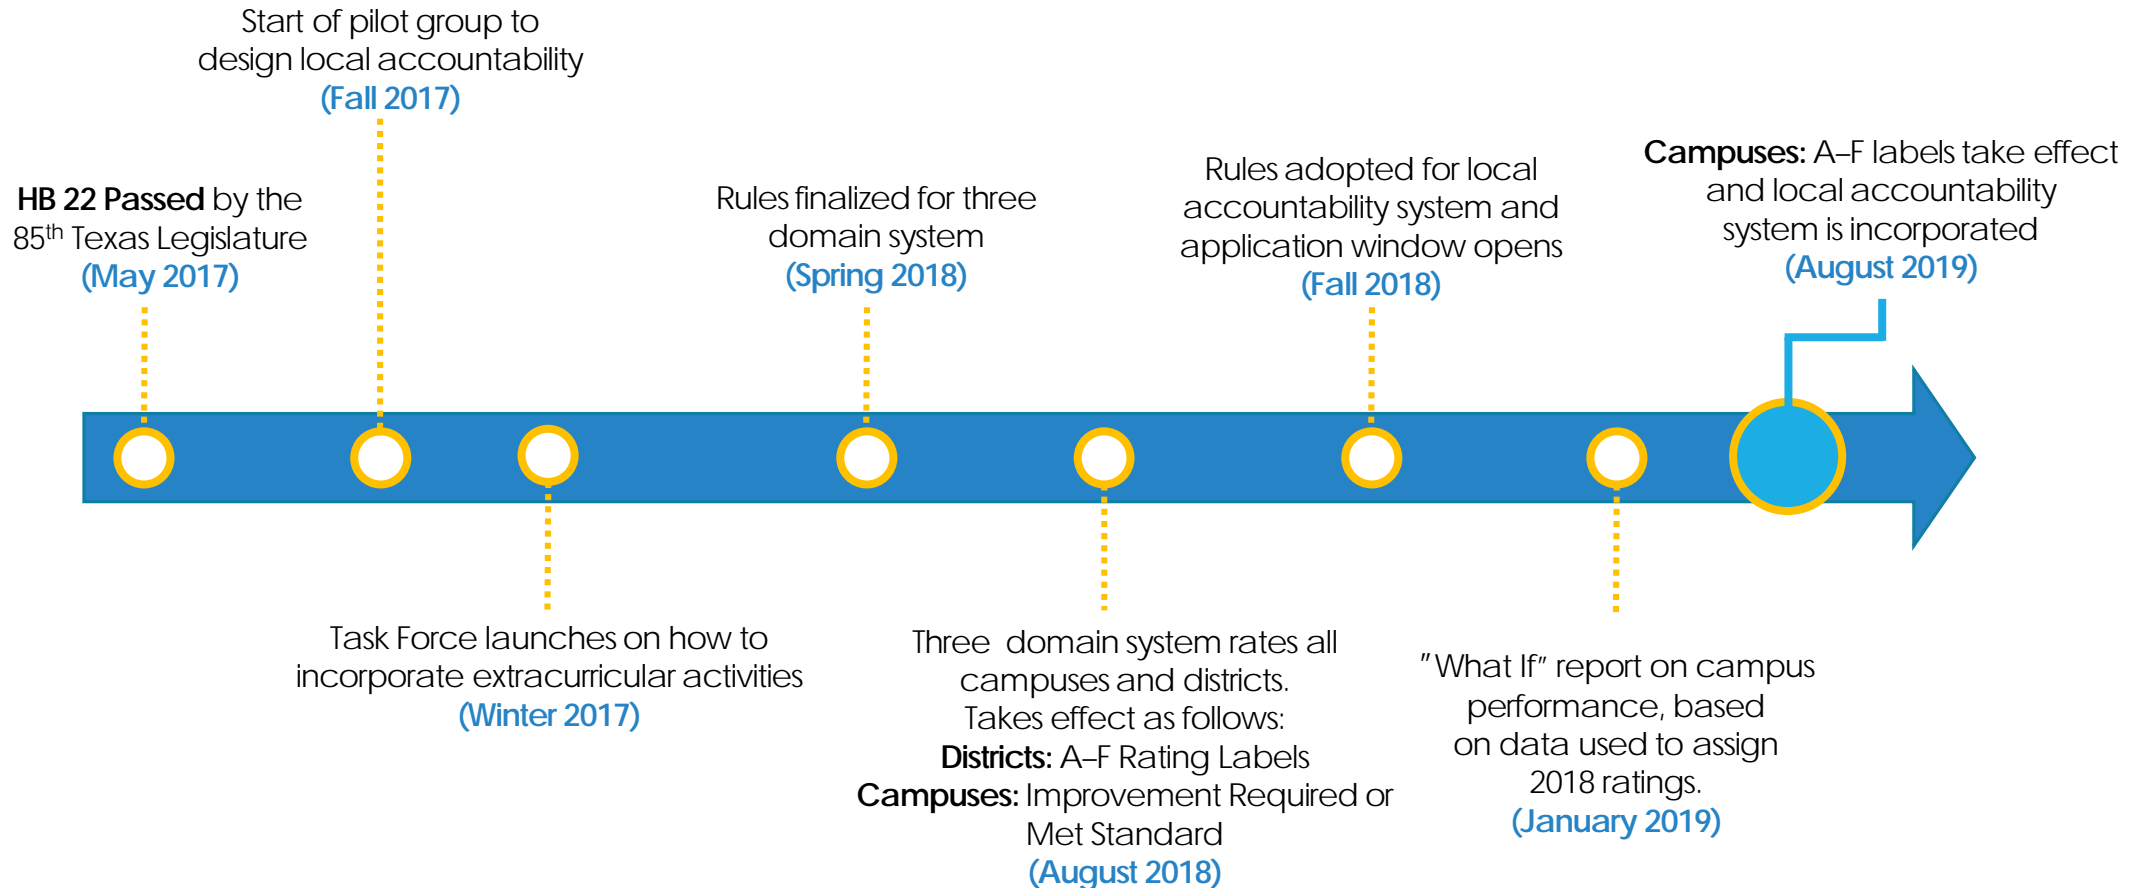 Start of pilot group to
design local accountability
(Fall 2017)
HB 22 Passed by the
85th Texas Legislature
(May 2017)
Rules finalized for three
domain system
(Spring 2018)
Rules adopted for local
accountability system and
application window opens
(Fall 2018)
Campuses: A–F labels take effect
and local accountability
system is incorporated
(August 2019)
Task Force launches on how to
incorporate extracurricular activities
(Winter 2017)
Three domain system rates all
campuses and districts.
Takes effect as follows:
Districts: A–F Rating Labels
Campuses: Improvement Required or
Met Standard
(August 2018)
"What If" report on campus
performance, based
on data used to assign
2018 ratings.
(January 2019)